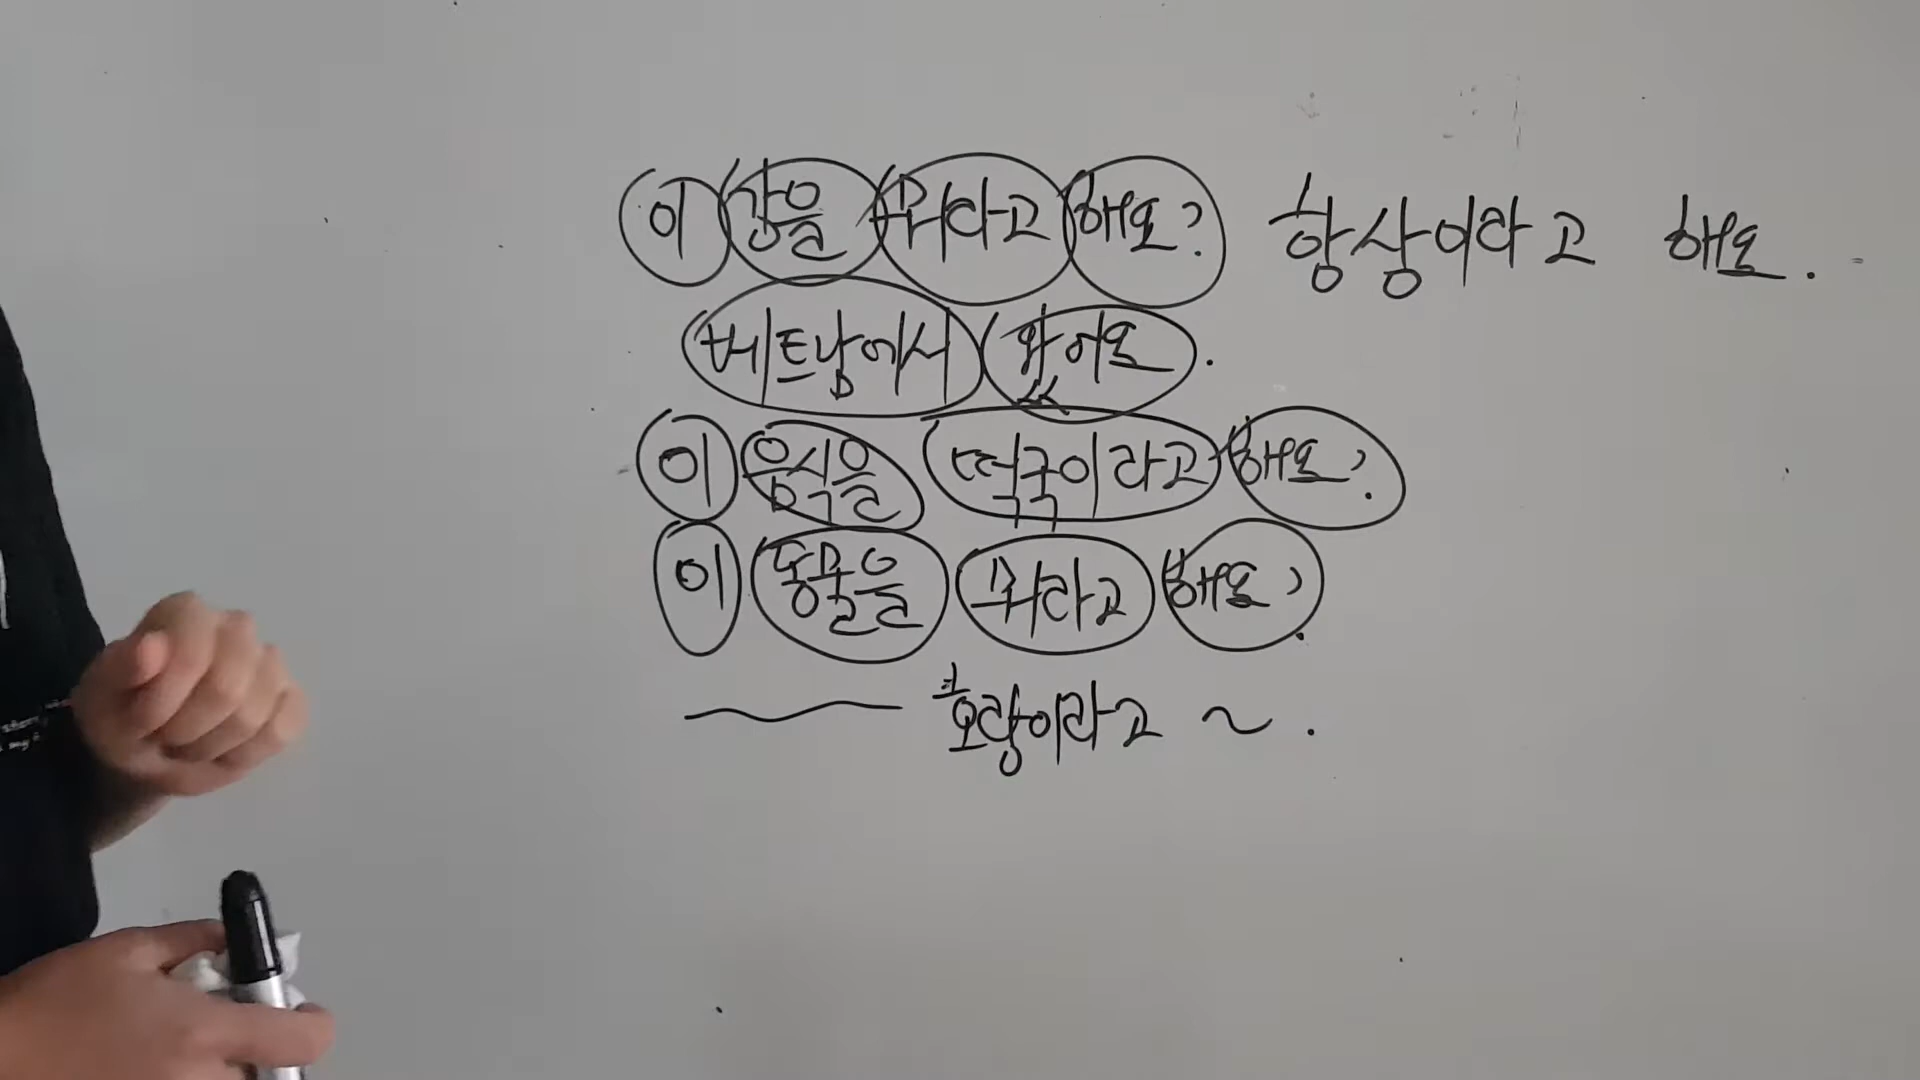 이 강을 뭐라고 해요? 항상이라고 해요.
베트남에서 왔어요.
이 음식을 떡국이라고 해요?
이 동물을 뭐라고 해요?
~ 호랑이라고 ~.